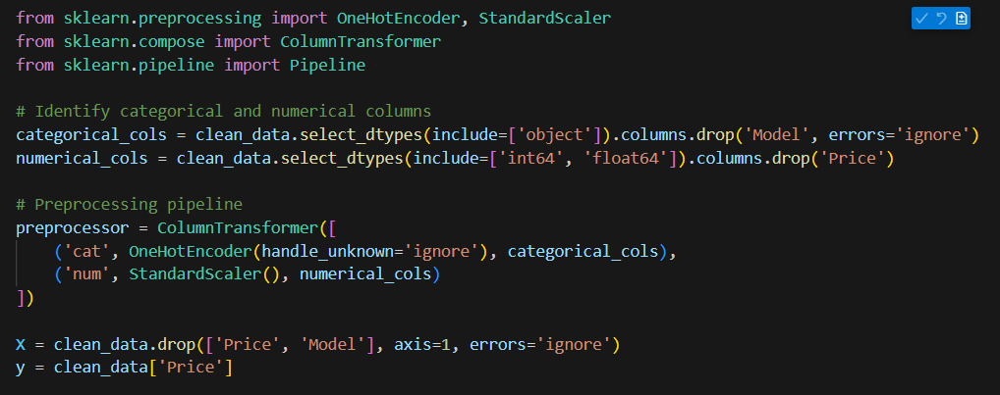 from sklearn.preprocessing import OneHotEncoder, StandardScaler
from sklearn.compose import ColumnTransformer
from sklearn.pipeline import Pipeline

# Identify categorical and numerical columns
categorical_cols = clean_data.select_dtypes(include=['object']).columns.drop('Model', errors='ignore')
numerical_cols = clean_data.select_dtypes(include=['int64', 'float64']).columns.drop('Price')

# Preprocessing pipeline
preprocessor = ColumnTransformer([
    ('cat', OneHotEncoder(handle_unknown='ignore'), categorical_cols),
    ('num', StandardScaler(), numerical_cols)
])

X = clean_data.drop(['Price', 'Model'], axis=1, errors='ignore')
y = clean_data['Price']